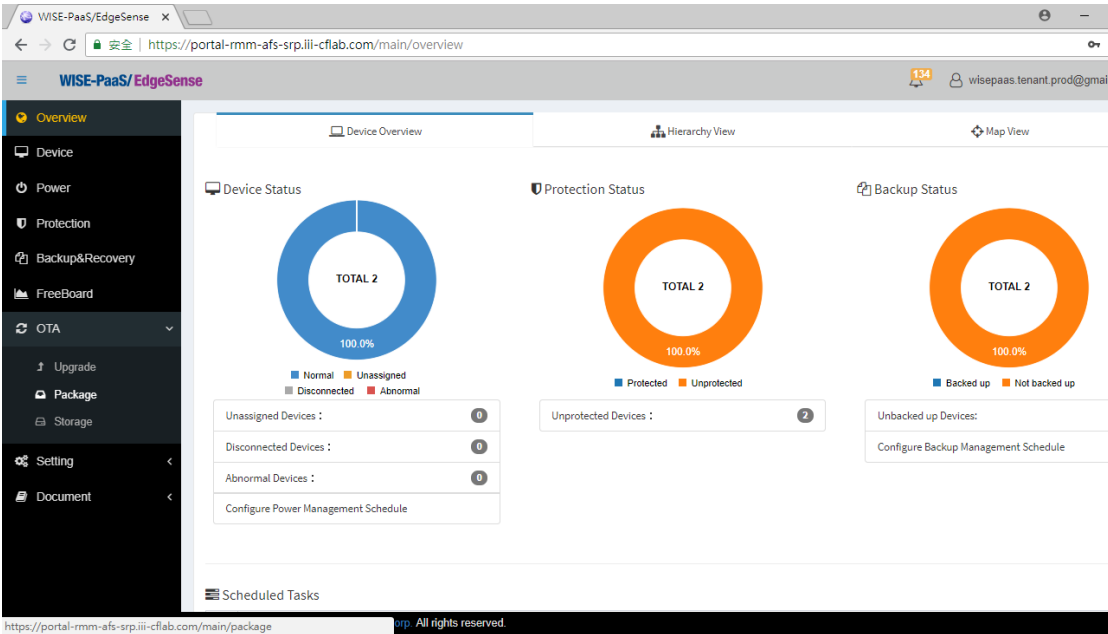 WISE-PaaS/EdgeSense
安全 | https://portal-rmm-afs-srp.iii-cflab.com/main/overview
WISE-PaaS/EdgeSense
134
wisepaas.tenant.prod@gmai
Overview
Device
Power
Protection
Backup&Recovery
FreeBoard
OTA
Upgrade
Package
Storage
Setting
Document
Device Overview
Hierarchy View
Map View
Device Status
TOTAL 2
100.0%
Normal
Unassigned
Disconnected
Abnormal
Unassigned Devices : 0
Disconnected Devices : 0
Abnormal Devices : 0
Configure Power Management Schedule
Protection Status
TOTAL 2
100.0%
Protected
Unprotected
Unprotected Devices : 2
Backup Status
TOTAL 2
100.0%
Backed up
Not backed up
Unbacked up Devices:
Configure Backup Management Schedule
Scheduled Tasks
orp. All rights reserved.
https://portal-rmm-afs-srp.iii-cflab.com/main/package